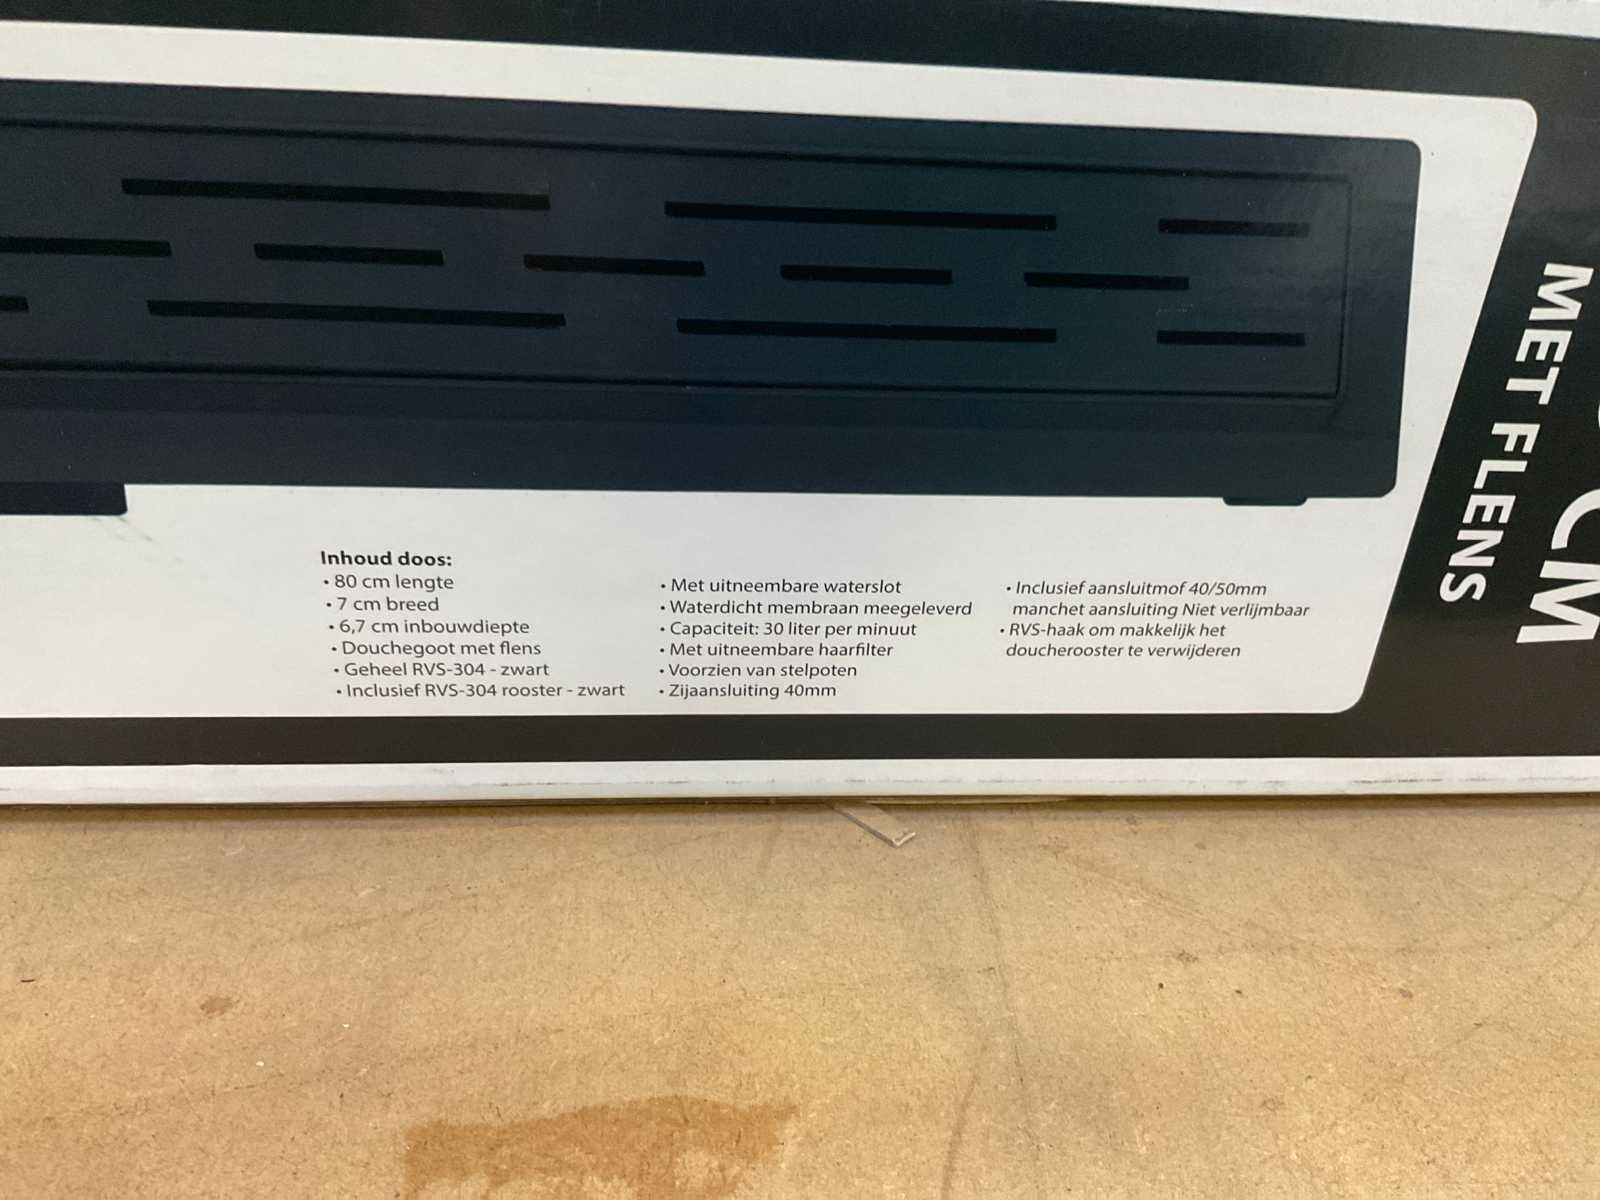 Inhoud doos:
• 80 cm lengte
• 7 cm breed
• 6,7 cm inbouwdiepte
• Douchegoot met flens
• Geheel RVS-304 - zwart
• Inclusief RVS-304 rooster - zwart
• Met uitneembare waterslot
• Waterdicht membraan meegeleverd
• Capaciteit: 30 liter per minuut
• Met uitneembare haarfilter
• Voorzien van stelpoten
• Zijaansluiting 40mm
• Inclusief aansluitmof 40/50mm
manchet aansluiting Niet verlijmbaar
• RVS-haak om makkelijk het
doucherooster te verwijderen
CM
MET FLENS